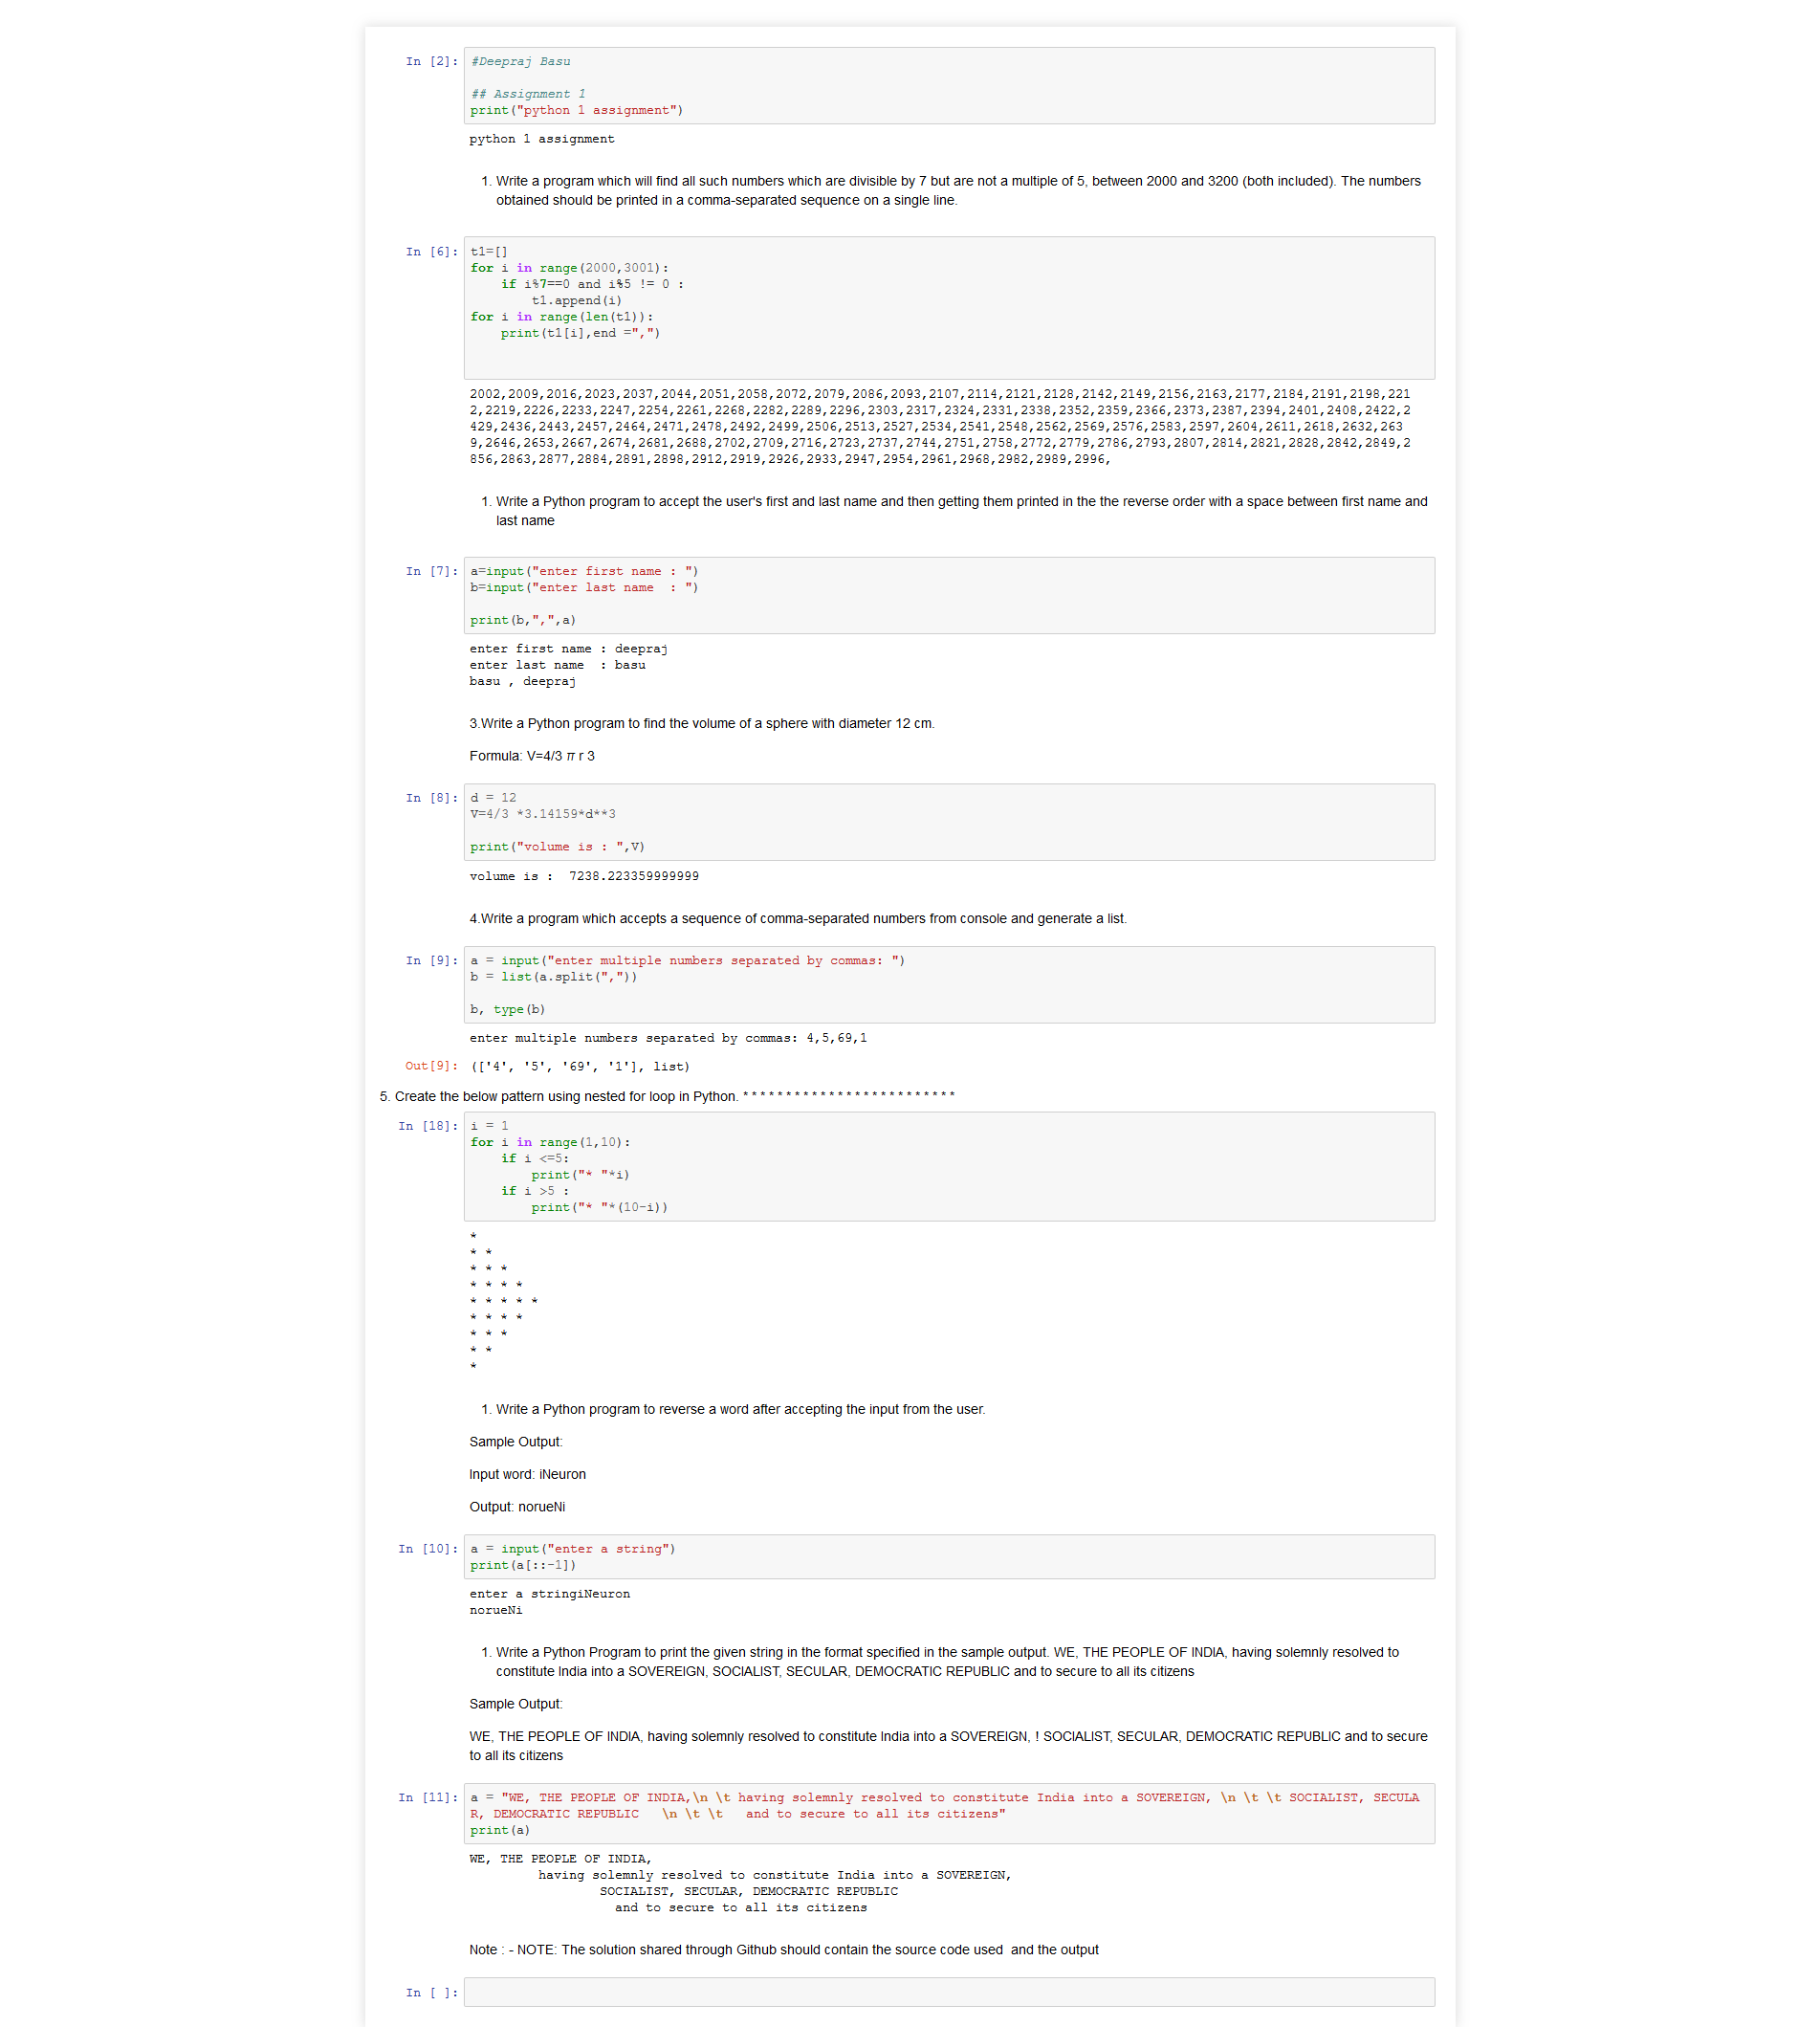 In [2]: #Deepraj Basu
## Assignment 1
print("python 1 assignment")
python 1 assignment
1. Write a program which will find all such numbers which are divisible by 7 but are not a multiple of 5, between 2000 and 3200 (both included). The numbers
obtained should be printed in a comma-separated sequence on a single line.
In [6]: t1=[]
for i in range(2000,3001):
    if i%7==0 and i%5 != 0 :
        t1.append(i)
for i in range(len(t1)):
    print(t1[i],end =",")
2002,2009,2016,2023,2037,2044,2051,2058,2072,2079,2086,2093,2107,2114,2121,2128,2142,2149,2156,2163,2177,2184,2191,2198,221
2,2219,2226,2233,2247,2254,2261,2268,2282,2289,2296,2303,2317,2324,2331,2338,2352,2359,2366,2373,2387,2394,2401,2408,2422,2
429,2436,2443,2457,2464,2471,2478,2492,2499,2506,2513,2527,2534,2541,2548,2562,2569,2576,2583,2597,2604,2611,2618,2632,263
9,2646,2653,2667,2674,2681,2688,2702,2709,2716,2723,2737,2744,2751,2758,2772,2779,2786,2793,2807,2814,2821,2828,2842,2849,2
856,2863,2877,2884,2891,2898,2912,2919,2926,2933,2947,2954,2961,2968,2982,2989,2996,
1. Write a Python program to accept the user's first and last name and then getting them printed in the the reverse order with a space between first name and
last name
In [7]: a=input("enter first name : ")
b=input("enter last name  : ")
print(b,",",a)
enter first name : deepraj
enter last name  : basu
basu , deepraj
3.Write a Python program to find the volume of a sphere with diameter 12 cm.
Formula: V=4/3 π r 3
In [8]: d = 12
V=4/3 *3.14159*d**3
print("volume is : ",V)
volume is :  7238.223359999999
4.Write a program which accepts a sequence of comma-separated numbers from console and generate a list.
In [9]: a = input("enter multiple numbers separated by commas: ")
b = list(a.split(","))
b, type(b)
enter multiple numbers separated by commas: 4,5,69,1
Out[9]: (['4', '5', '69', '1'], list)
5. Create the below pattern using nested for loop in Python. * * * * * * * * * * * * * * * * * * * * * * * * *
In [18]: i = 1
for i in range(1,10):
    if i <=5:
        print("* "*i)
    if i >5 :
        print("* "*(10-i))
*
* *
* * *
* * * *
* * * * *
* * * *
* * *
* *
*
1. Write a Python program to reverse a word after accepting the input from the user.
Sample Output:
Input word: iNeuron
Output: norueNi
In [10]: a = input("enter a string")
print(a[::-1])
enter a stringiNeuron
norueNi
1. Write a Python Program to print the given string in the format specified in the sample output. WE, THE PEOPLE OF INDIA, having solemnly resolved to
constitute India into a SOVEREIGN, SOCIALIST, SECULAR, DEMOCRATIC REPUBLIC and to secure to all its citizens
Sample Output:
WE, THE PEOPLE OF INDIA, having solemnly resolved to constitute India into a SOVEREIGN, ! SOCIALIST, SECULAR, DEMOCRATIC REPUBLIC and to secure
to all its citizens
In [11]: a = "WE, THE PEOPLE OF INDIA,\n \t having solemnly resolved to constitute India into a SOVEREIGN, \n \t \t SOCIALIST, SECULA
R, DEMOCRATIC REPUBLIC   \n \t \t   and to secure to all its citizens"
print(a)
WE, THE PEOPLE OF INDIA,
having solemnly resolved to constitute India into a SOVEREIGN,
SOCIALIST, SECULAR, DEMOCRATIC REPUBLIC
and to secure to all its citizens
Note : - NOTE: The solution shared through Github should contain the source code used  and the output
In [ ]: